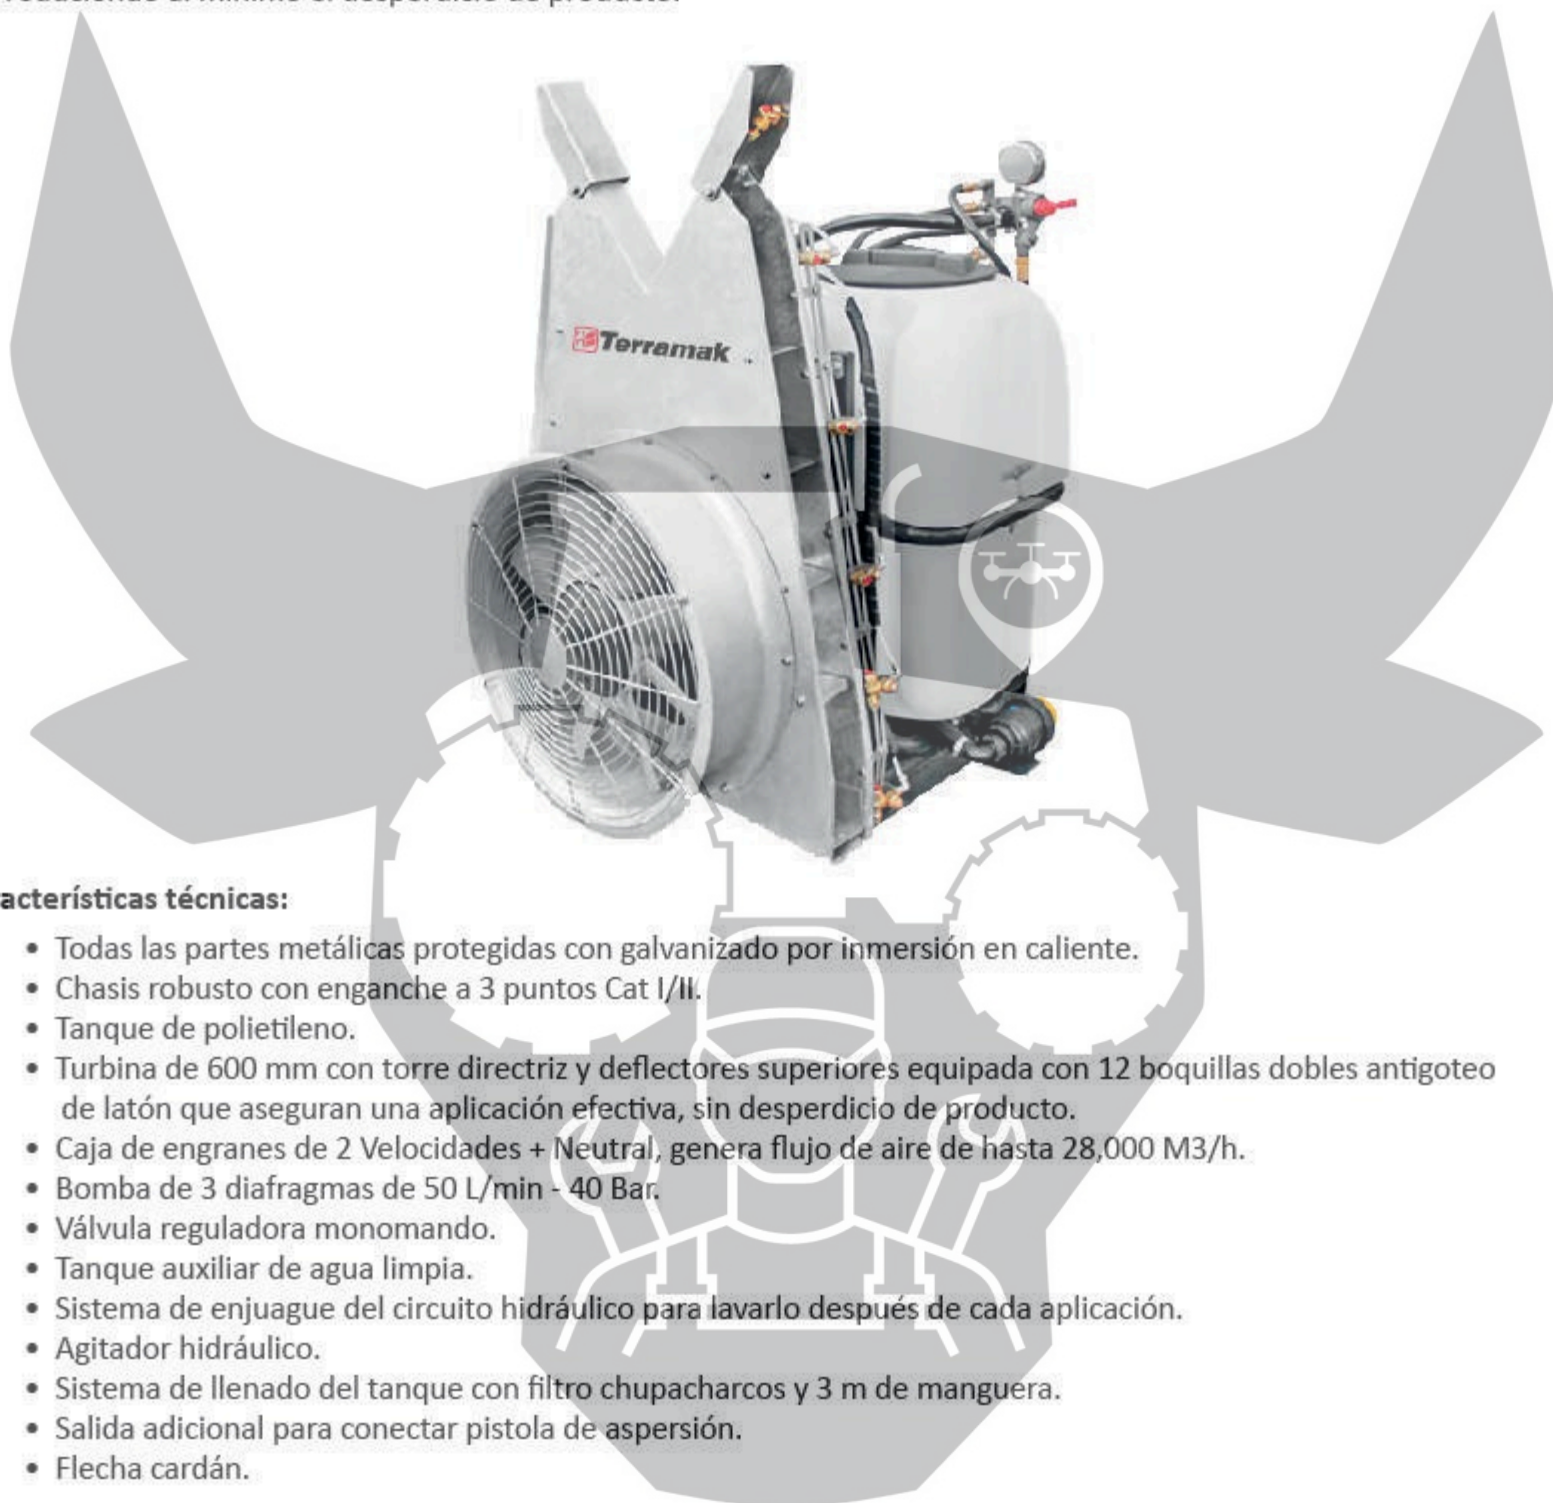 Terramak
acterísticas técnicas:
• Todas las partes metálicas protegidas con galvanizado por inmersión en caliente.
• Chasis robusto con enganche a 3 puntos Cat I/II.
• Tanque de polietileno.
• Turbina de 600 mm con torre directriz y deflectores superiores equipada con 12 boquillas dobles antigoteo
de latón que aseguran una aplicación efectiva, sin desperdicio de producto.
• Caja de engranes de 2 Velocidades + Neutral, genera flujo de aire de hasta 28,000 M3/h.
• Bomba de 3 diafragmas de 50 L/min - 40 Bar.
• Válvula reguladora monomando.
• Tanque auxiliar de agua limpia.
• Sistema de enjuague del circuito hidráulico para lavarlo después de cada aplicación.
• Agitador hidráulico.
• Sistema de llenado del tanque con filtro chupacharcos y 3 m de manguera.
• Salida adicional para conectar pistola de aspersión.
• Flecha cardán.